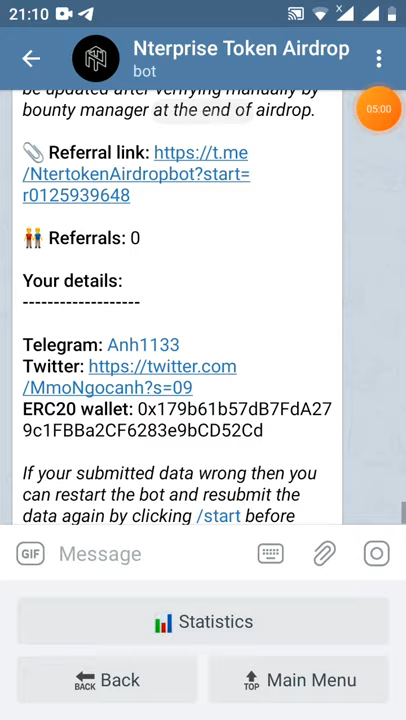 21:10
Nterprise Token Airdrop
bot
05:00
be updated after verifying manually by
bounty manager at the end of airdrop.
Referral link: https://t.me
/NtertokenAirdropbot?start=
r0125939648
Referrals: 0
Your details:
-------------------
Telegram: Anh1133
Twitter: https://twitter.com
/MmoNgocanh?s=09
ERC20 wallet: 0x179b61b57dB7FdA27
9c1FBBa2CF6283e9bCD52Cd
If your submitted data wrong then you
can restart the bot and resubmit the
data again by clicking /start before
GIF Message
Statistics
BACK Back
TOP Main Menu